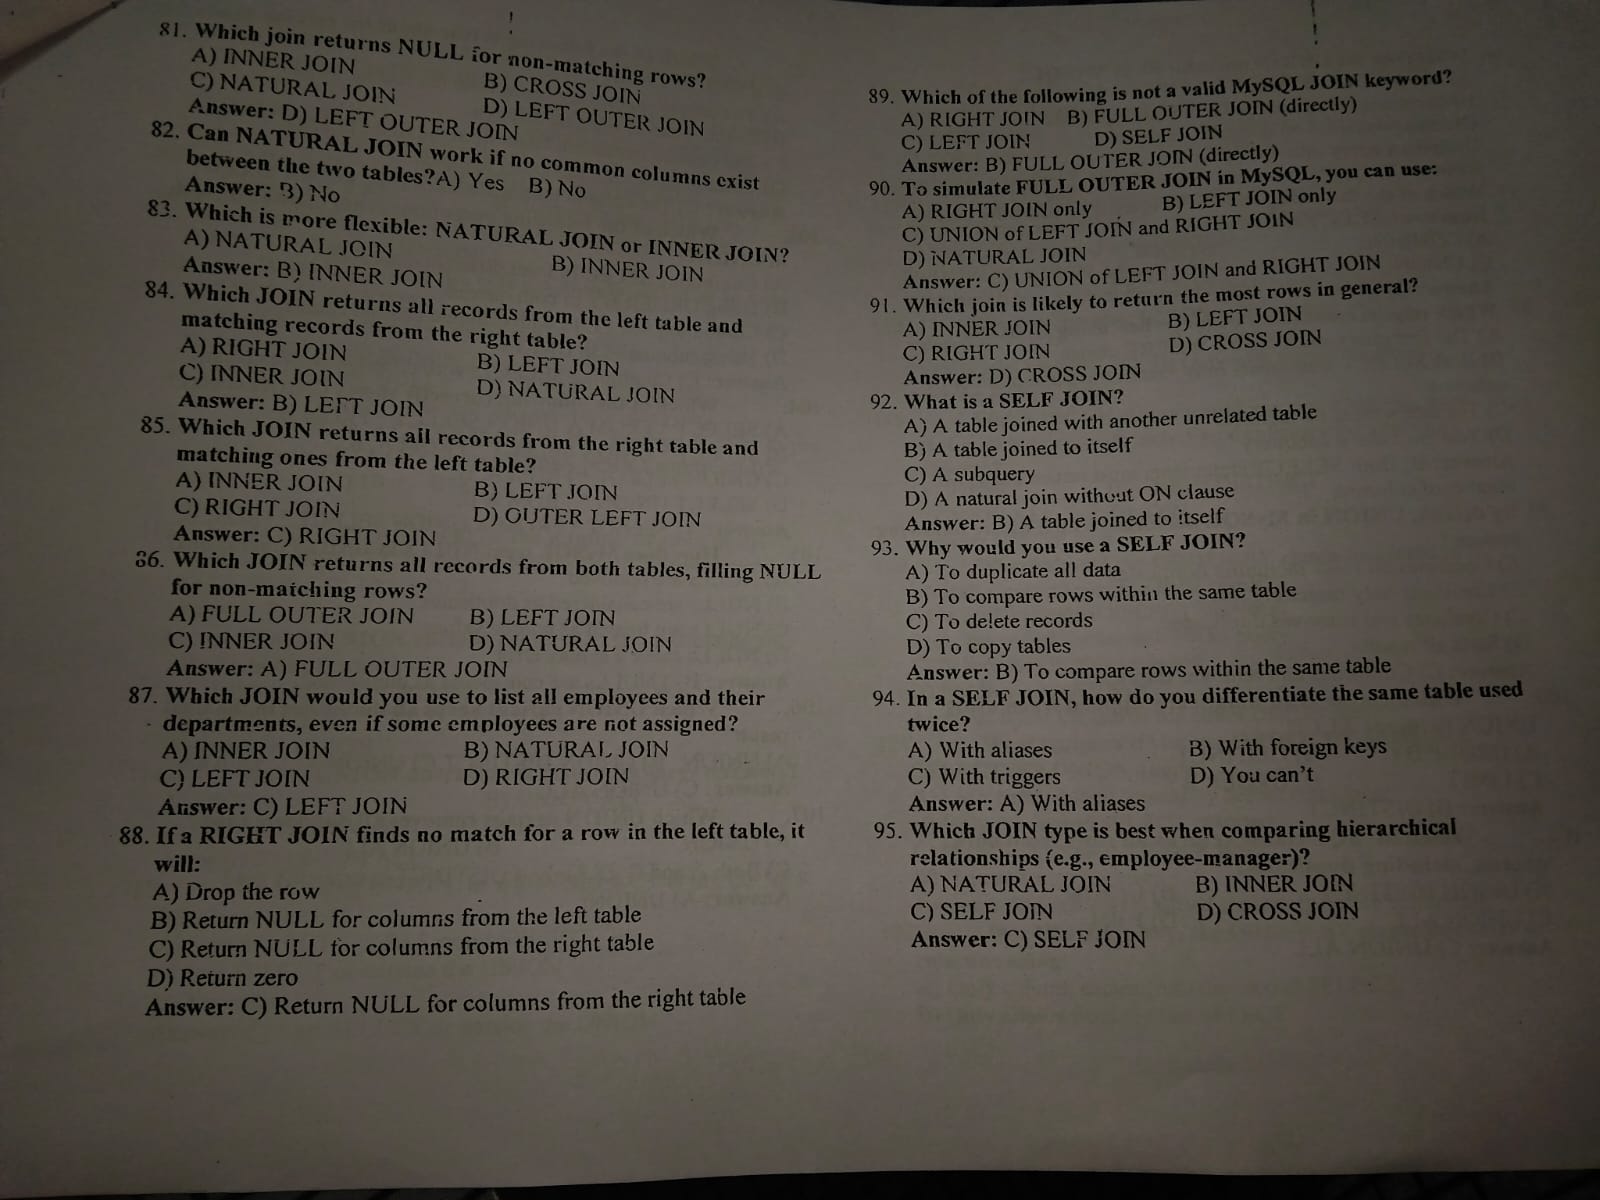 81. Which join returns NULL for non-matching rows?
A) INNER JOIN
B) CROSS JOIN
C) NATURAL JOIN
D) LEFT OUTER JOIN
Answer: D) LEFT OUTER JOIN
82. Can NATURAL JOIN work if no common columns exist
between the two tables?A) Yes B) No
Answer: B) No
83. Which is more flexible: NATURAL JOIN or INNER JOIN?
A) NATURAL JOIN
B) INNER JOIN
Answer: B) INNER JOIN
84. Which JOIN returns all records from the left table and
matching records from the right table?
A) RIGHT JOIN
B) LEFT JOIN
C) INNER JOIN
D) NATURAL JOIN
Answer: B) LEFT JOIN
85. Which JOIN returns all records from the right table and
matching ones from the left table?
A) INNER JOIN
B) LEFT JOIN
C) RIGHT JOIN
D) OUTER LEFT JOIN
Answer: C) RIGHT JOIN
86. Which JOIN returns all records from both tables, filling NULL
for non-matching rows?
A) FULL OUTER JOIN B) LEFT JOIN
C) INNER JOIN D) NATURAL JOIN
Answer: A) FULL OUTER JOIN
87. Which JOIN would you use to list all employees and their
departments, even if some employees are not assigned?
A) INNER JOIN B) NATURAL JOIN
C) LEFT JOIN D) RIGHT JOIN
Answer: C) LEFT JOIN
88. If a RIGHT JOIN finds no match for a row in the left table, it
will:
A) Drop the row
B) Return NULL for columns from the left table
C) Return NULL for columns from the right table
D) Return zero
Answer: C) Return NULL for columns from the right table
89. Which of the following is not a valid MySQL JOIN keyword?
A) RIGHT JOIN B) FULL OUTER JOIN (directly)
C) LEFT JOIN D) SELF JOIN
Answer: B) FULL OUTER JOIN (directly)
90. To simulate FULL OUTER JOIN in MySQL, you can use:
A) RIGHT JOIN only B) LEFT JOIN only
C) UNION of LEFT JOIN and RIGHT JOIN
D) NATURAL JOIN
Answer: C) UNION of LEFT JOIN and RIGHT JOIN
91. Which join is likely to return the most rows in general?
A) INNER JOIN B) LEFT JOIN
C) RIGHT JOIN D) CROSS JOIN
Answer: D) CROSS JOIN
92. What is a SELF JOIN?
A) A table joined with another unrelated table
B) A table joined to itself
C) A subquery
D) A natural join without ON clause
Answer: B) A table joined to itself
93. Why would you use a SELF JOIN?
A) To duplicate all data
B) To compare rows within the same table
C) To delete records
D) To copy tables
Answer: B) To compare rows within the same table
94. In a SELF JOIN, how do you differentiate the same table used
twice?
A) With aliases B) With foreign keys
C) With triggers D) You can't
Answer: A) With aliases
95. Which JOIN type is best when comparing hierarchical
relationships (e.g., employee-manager)?
A) NATURAL JOIN B) INNER JOIN
C) SELF JOIN D) CROSS JOIN
Answer: C) SELF JOIN